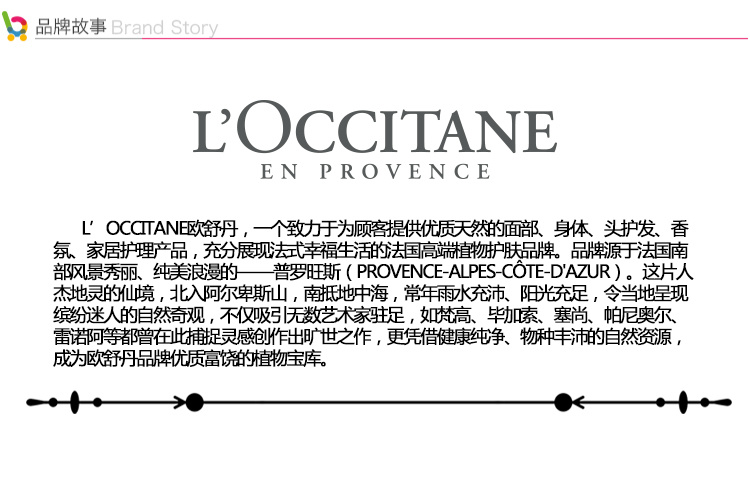 品牌故事 Brand Story
L'OCCITANE
EN PROVENCE
L’OCCITANE欧舒丹，一个致力于为顾客提供优质天然的面部、身体、头护发、香
氛、家居护理产品，充分展现法式幸福生活的法国高端植物护肤品牌。品牌源于法国南
部风景秀丽、纯美浪漫的——普罗旺斯（PROVENCE-ALPES-CÔTE-D'AZUR）。这片人
杰地灵的仙境，北入阿尔卑斯山，南抵地中海，常年雨水充沛、阳光充足，令当地呈现
缤纷迷人的自然奇观，不仅吸引无数艺术家驻足，如梵高、毕加索、塞尚、帕尼奥尔、
雷诺阿等都曾在此捕捉灵感创作出旷世之作，更凭借健康纯净、物种丰沛的自然资源，
成为欧舒丹品牌优质富饶的植物宝库。